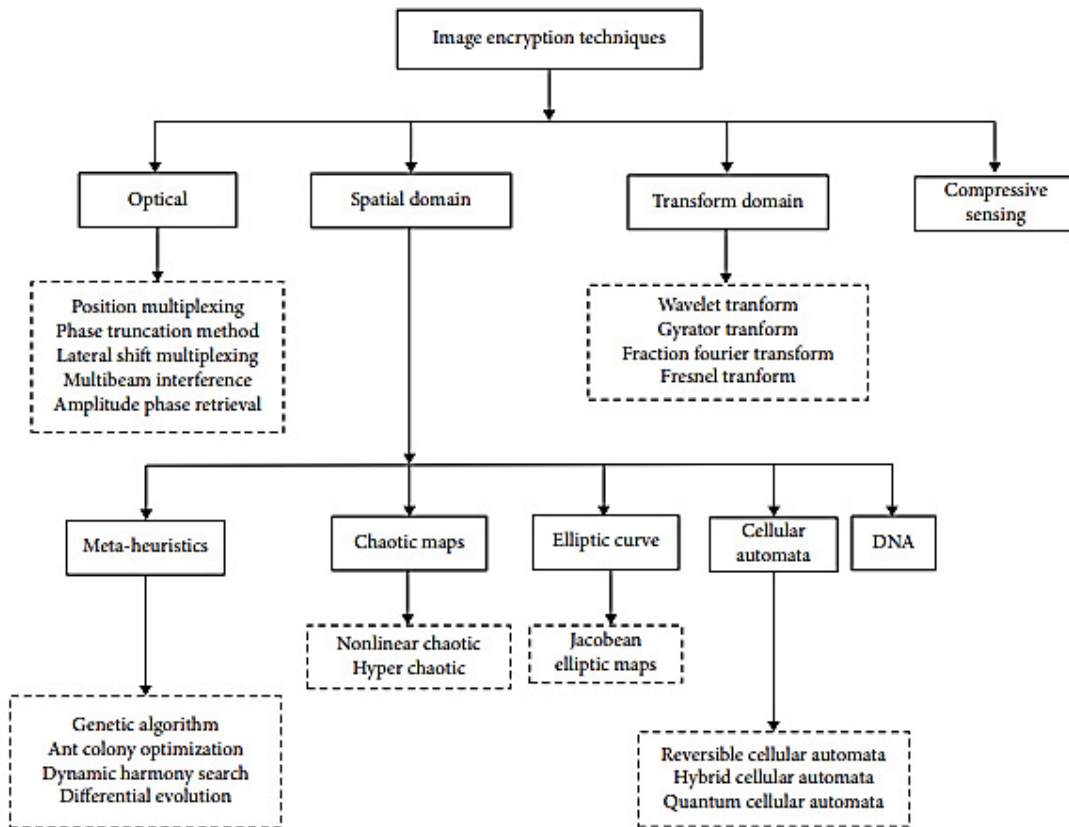 Image encryption techniques
Optical
Spatial domain
Transform domain
Compressive
sensing
Position multiplexing
Phase truncation method
Lateral shift multiplexing
Multibeam interference
Amplitude phase retrieval
Wavelet tranform
Gyrator tranform
Fraction fourier transform
Fresnel tranform
Meta-heuristics
Chaotic maps
Elliptic curve
Cellular
automata
DNA
Nonlinear chaotic
Hyper chaotic
Jacobean
elliptic maps
Genetic algorithm
Ant colony optimization
Dynamic harmony search
Differential evolution
Reversible cellular automata
Hybrid cellular automata
Quantum cellular automata